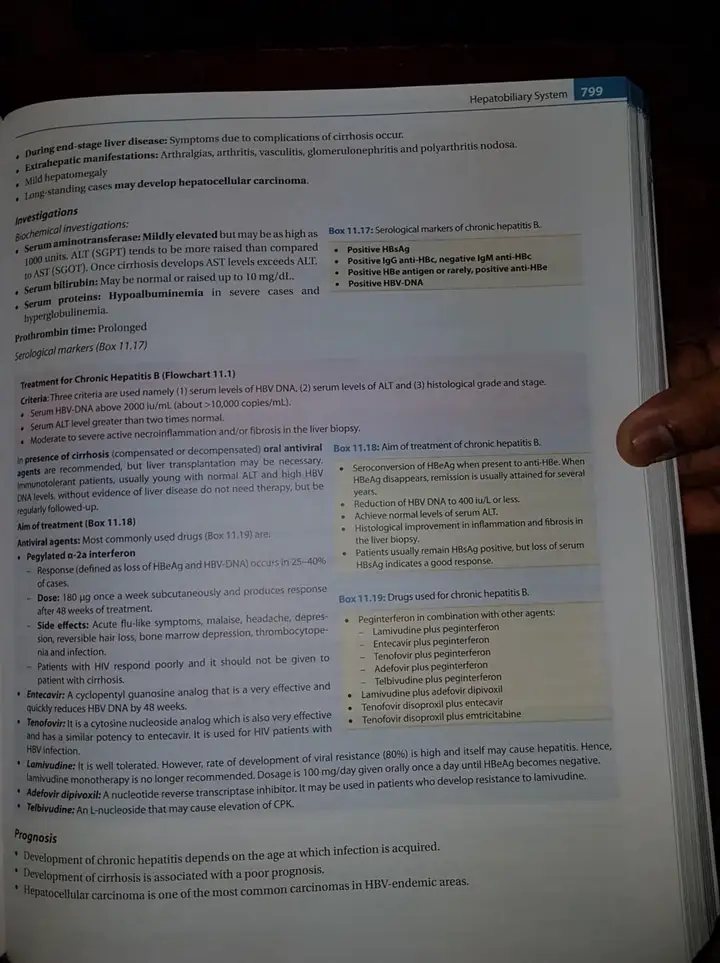 Hepatobiliary System 799
• During end-stage liver disease: Symptoms due to complications of cirrhosis occur.
• Extrahepatic manifestations: Arthralgias, arthritis, vasculitis, glomerulonephritis and polyarthritis nodosa.
• Mild hepatomegaly
• Long-standing cases may develop hepatocellular carcinoma.
Investigations
Biochemical investigations:
• Serum aminotransferase: Mildly elevated but may be as high as
1000 units. ALT (SGPT) tends to be more raised than compared
to AST (SGOT). Once cirrhosis develops AST levels exceeds ALT.
• Serum bilirubin: May be normal or raised up to 10 mg/dL.
• Serum proteins: Hypoalbuminemia in severe cases and
hyperglobulinemia.
Prothrombin time: Prolonged
Serological markers (Box 11.17)
Box 11.17: Serological markers of chronic hepatitis B.
• Positive HBsAg
• Positive IgG anti-HBc, negative IgM anti-HBc
• Positive HBe antigen or rarely, positive anti-HBe
• Positive HBV-DNA
Treatment for Chronic Hepatitis B (Flowchart 11.1)
Criteria: Three criteria are used namely (1) serum levels of HBV DNA, (2) serum levels of ALT and (3) histological grade and stage.
• Serum HBV-DNA above 2000 iu/mL (about >10,000 copies/mL).
• Serum ALT level greater than two times normal.
• Moderate to severe active necroinflammation and/or fibrosis in the liver biopsy.
In presence of cirrhosis (compensated or decompensated) oral antiviral
agents are recommended, but liver transplantation may be necessary.
Immunotolerant patients, usually young with normal ALT and high HBV
DNA levels, without evidence of liver disease do not need therapy, but be
regularly followed-up.
Aim of treatment (Box 11.18)
Antiviral agents: Most commonly used drugs (Box 11.19) are:
• Pegylated α-2a interferon
– Response (defined as loss of HBeAg and HBV-DNA) occurs in 25–40%
of cases.
– Dose: 180 µg once a week subcutaneously and produces response
after 48 weeks of treatment.
– Side effects: Acute flu-like symptoms, malaise, headache, depres-
sion, reversible hair loss, bone marrow depression, thrombocytope-
nia and infection.
– Patients with HIV respond poorly and it should not be given to
patient with cirrhosis.
• Entecavir: A cyclopentyl guanosine analog that is a very effective and
quickly reduces HBV DNA by 48 weeks.
• Tenofovir: It is a cytosine nucleoside analog which is also very effective
and has a similar potency to entecavir. It is used for HIV patients with
HBV infection.
Box 11.18: Aim of treatment of chronic hepatitis B.
• Seroconversion of HBeAg when present to anti-HBe. When
HBeAg disappears, remission is usually attained for several
years.
• Reduction of HBV DNA to 400 iu/L or less.
• Achieve normal levels of serum ALT.
• Histological improvement in inflammation and fibrosis in
the liver biopsy.
• Patients usually remain HBsAg positive, but loss of serum
HBsAg indicates a good response.
Box 11.19: Drugs used for chronic hepatitis B.
• Peginterferon in combination with other agents:
– Lamivudine plus peginterferon
– Entecavir plus peginterferon
– Tenofovir plus peginterferon
– Adefovir plus peginterferon
– Telbivudine plus peginterferon
• Lamivudine plus adefovir dipivoxil
• Tenofovir disoproxil plus entecavir
• Tenofovir disoproxil plus emtricitabine
• Lamivudine: It is well tolerated. However, rate of development of viral resistance (80%) is high and itself may cause hepatitis. Hence,
lamivudine monotherapy is no longer recommended. Dosage is 100 mg/day given orally once a day until HBeAg becomes negative.
• Adefovir dipivoxil: A nucleotide reverse transcriptase inhibitor. It may be used in patients who develop resistance to lamivudine.
• Telbivudine: An L-nucleoside that may cause elevation of CPK.
Prognosis
• Development of chronic hepatitis depends on the age at which infection is acquired.
• Development of cirrhosis is associated with a poor prognosis.
• Hepatocellular carcinoma is one of the most common carcinomas in HBV-endemic areas.